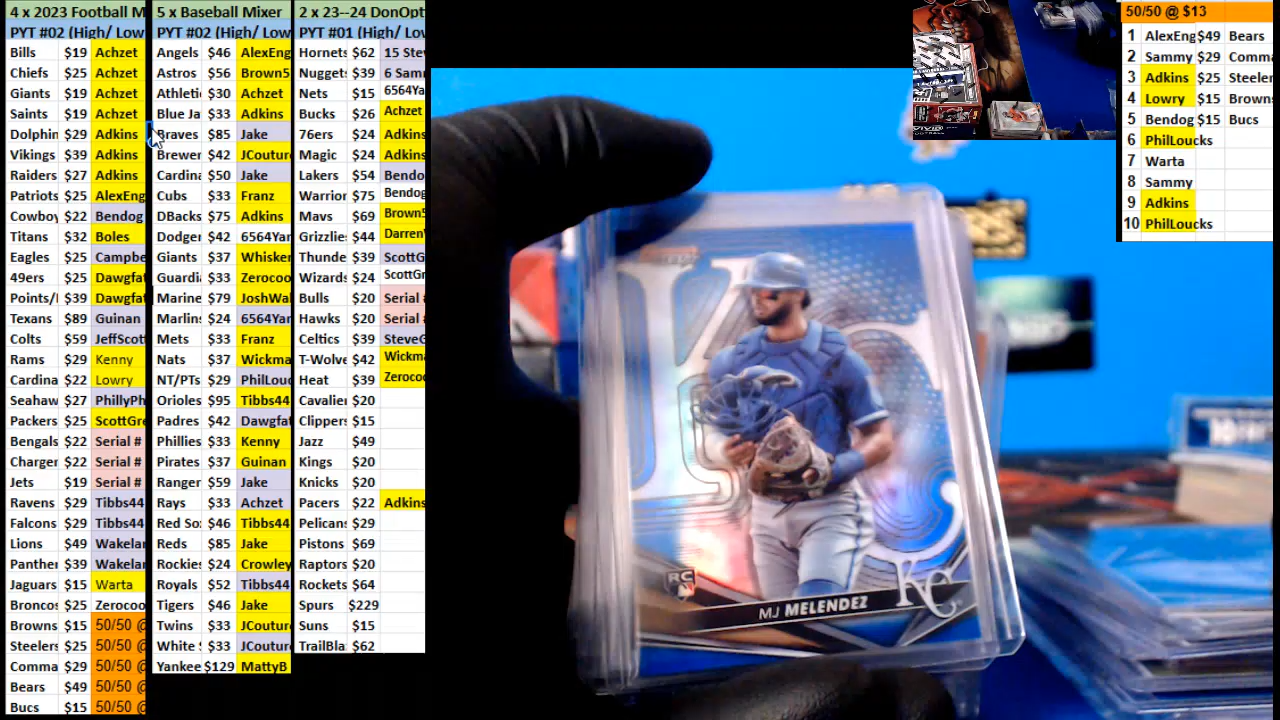 4 x 2023 Football M
PYT #02 (High/ Low
Bills $19 Achzet
Chiefs $25 Achzet
Giants $19 Achzet
Saints $19 Achzet
Dolphin $29 Adkins
Vikings $39 Adkins
Raiders $27 Adkins
Patriots $25 AlexEng
Cowboy $22 Bendog
Titans $32 Boles
Eagles $25 Campbe
49ers $25 Dawgfat
Points/ $39 Dawgfat
Texans $89 Guinan
Colts $59 JeffScott
Rams $29 Kenny
Cardina $22 Lowry
Seahaw $27 PhillyPh
Packers $25 ScottGre
Bengals $22 Serial #
Charger $22 Serial #
Jets $19 Serial #
Ravens $29 Tibbs44
Falcons $29 Tibbs44
Lions $49 Wakelan
Panther $39 Wakelan
Jaguars $15 Warta
Broncos $25 Zerocoo
Browns $15 50/50 @
Steelers $25 50/50 @
Comma $29 50/50 @
Bears $49 50/50 @
Bucs $15 50/50 @
5 x Baseball Mixer
PYT #02 (High/ Low
Angels $46 AlexEng
Astros $56 Brown5
Athleti $30 Achzet
Blue Ja $33 Adkins
Braves $85 Jake
Brewer $42 JCouture
Cardina $50 Jake
Cubs $33 Franz
DBacks $75 Adkins
Dodge $42 6564Yar
Giants $37 Whisker
Guardi $33 Zerocoo
Marine $79 JoshWal
Marlins $24 6564Yar
Mets $33 Franz
Nats $37 Wickma
NT/PTs $29 PhilLouc
Orioles $95 Tibbs44
Padres $42 Dawgfat
Phillies $33 Kenny
Pirates $37 Guinan
Ranger $59 Jake
Rays $33 Achzet
Red So $46 Tibbs44
Reds $85 Jake
Rockies $24 Crowley
Royals $52 Tibbs44
Tigers $46 Jake
Twins $33 JCouture
White S $33 JCouture
Yankee $129 MattyB
2 x 23--24 DonOpt
PYT #01 (High/ Low
Hornets $62 15 Stev
Nuggets $39 6 Samm
Nets $15 6564Ya
Bucks $26 Achzet
76ers $24 Adkins
Magic $24 Adkins
Lakers $54 Bendo
Warrior $75 Bendog
Mavs $69 Brown5
Grizzlie $44 Darren
Thunde $39 ScottG
Wizards $24 ScottGr
Bulls $20 Serial #
Hawks $20 Serial #
Celtics $39 SteveG
T-Wolve $42 Wickma
Heat $39 Zerocoo
Cavalier $20
Clippers $15
Jazz $49
Kings $20
Knicks $20
Pacers $22 Adkins
Pelicans $29
Pistons $69
Raptors $20
Rockets $64
Spurs $229
Suns $15
TrailBla $62
50/50 @ $13
1 AlexEng $49 Bears
2 Sammy $29 Comma
3 Adkins $25 Steeler
4 Lowry $15 Brown
5 Bendog $15 Bucs
6 PhilLoucks
7 Warta
8 Sammy
9 Adkins
10 PhilLoucks
KC
RC
KC
MJ MELENDEZ